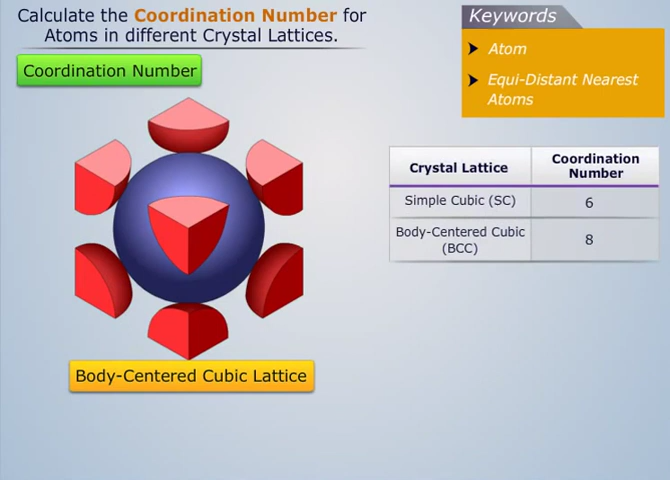 Calculate the Coordination Number for
Atoms in different Crystal Lattices.
Keywords
Atom
Equi-Distant Nearest
Atoms
Coordination Number
Crystal Lattice
Coordination
Number
Simple Cubic (SC)
6
Body-Centered Cubic
(BCC)
8
Body-Centered Cubic Lattice